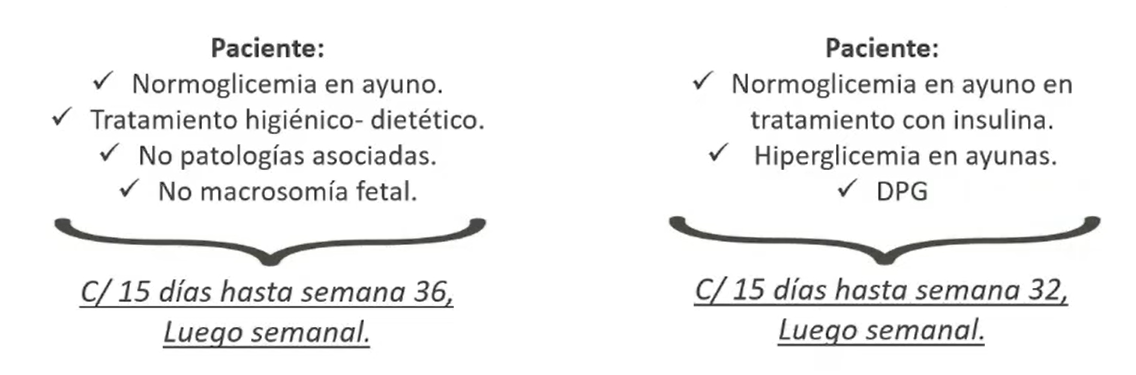 Paciente:
✓ Normoglicemia en ayuno.
✓ Tratamiento higiénico- dietético.
✓ No patologías asociadas.
✓ No macrosomía fetal.
C/ 15 días hasta semana 36,
Luego semanal.
Paciente:
✓ Normoglicemia en ayuno en
tratamiento con insulina.
✓ Hiperglicemia en ayunas.
✓ DPG
C/ 15 días hasta semana 32,
Luego semanal.